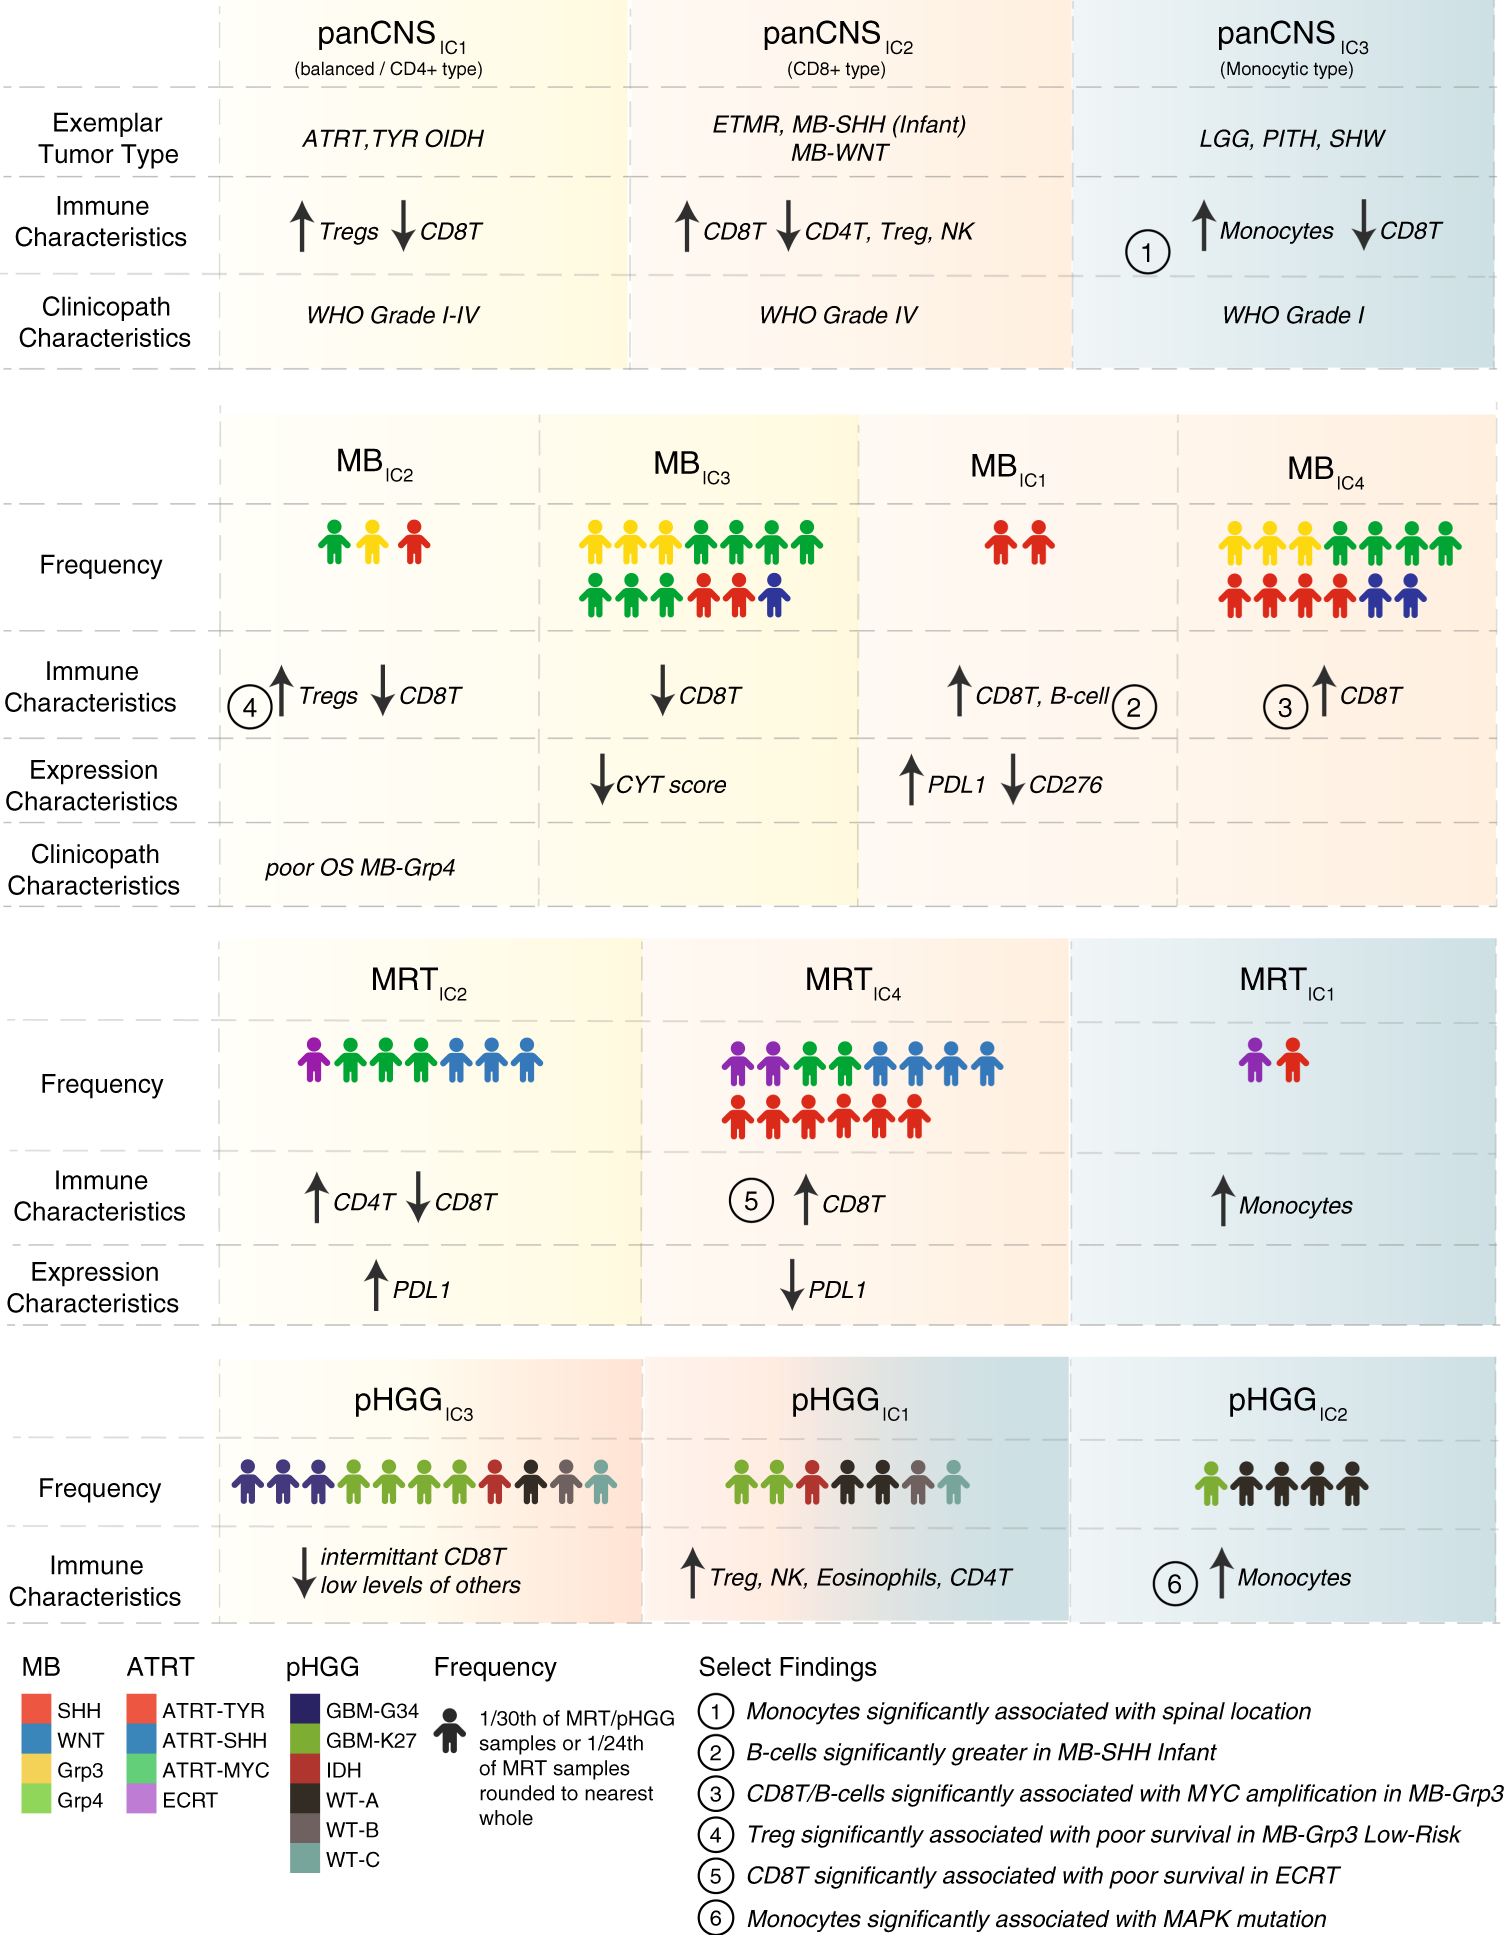 panCNS IC1
(balanced / CD4+ type)
panCNS IC2
(CD8+ type)
panCNS IC3
(Monocytic type)
Exemplar
Tumor Type
ATRT,TYR OIDH
ETMR, MB-SHH (Infant)
MB-WNT
LGG, PITH, SHW
Immune
Characteristics
Tregs CD8T
CD8T CD4T, Treg, NK
1 Monocytes CD8T
Clinicopath
Characteristics
WHO Grade I-IV
WHO Grade IV
WHO Grade I
MB IC2
MB IC3
MB IC1
MB IC4
Frequency
Immune
Characteristics
4 Tregs CD8T
CD8T
CD8T, B-cell 2
3 CD8T
Expression
Characteristics
CYT score
PDL1 CD276
Clinicopath
Characteristics
poor OS MB-Grp4
MRT IC2
MRT IC4
MRT IC1
Frequency
Immune
Characteristics
CD4T CD8T
5 CD8T
Monocytes
Expression
Characteristics
PDL1
PDL1
pHGG IC3
pHGG IC1
pHGG IC2
Frequency
Immune
Characteristics
intermittant CD8T
low levels of others
Treg, NK, Eosinophils, CD4T
6 Monocytes
MB
SHH
WNT
Grp3
Grp4
ATRT
ATRT-TYR
ATRT-SHH
ATRT-MYC
ECRT
pHGG
GBM-G34
GBM-K27
IDH
WT-A
WT-B
WT-C
Frequency
1/30th of MRT/pHGG
samples or 1/24th
of MRT samples
rounded to nearest
whole
Select Findings
1 Monocytes significantly associated with spinal location
2 B-cells significantly greater in MB-SHH Infant
3 CD8T/B-cells significantly associated with MYC amplification in MB-Grp3
4 Treg significantly associated with poor survival in MB-Grp3 Low-Risk
5 CD8T significantly associated with poor survival in ECRT
6 Monocytes significantly associated with MAPK mutation